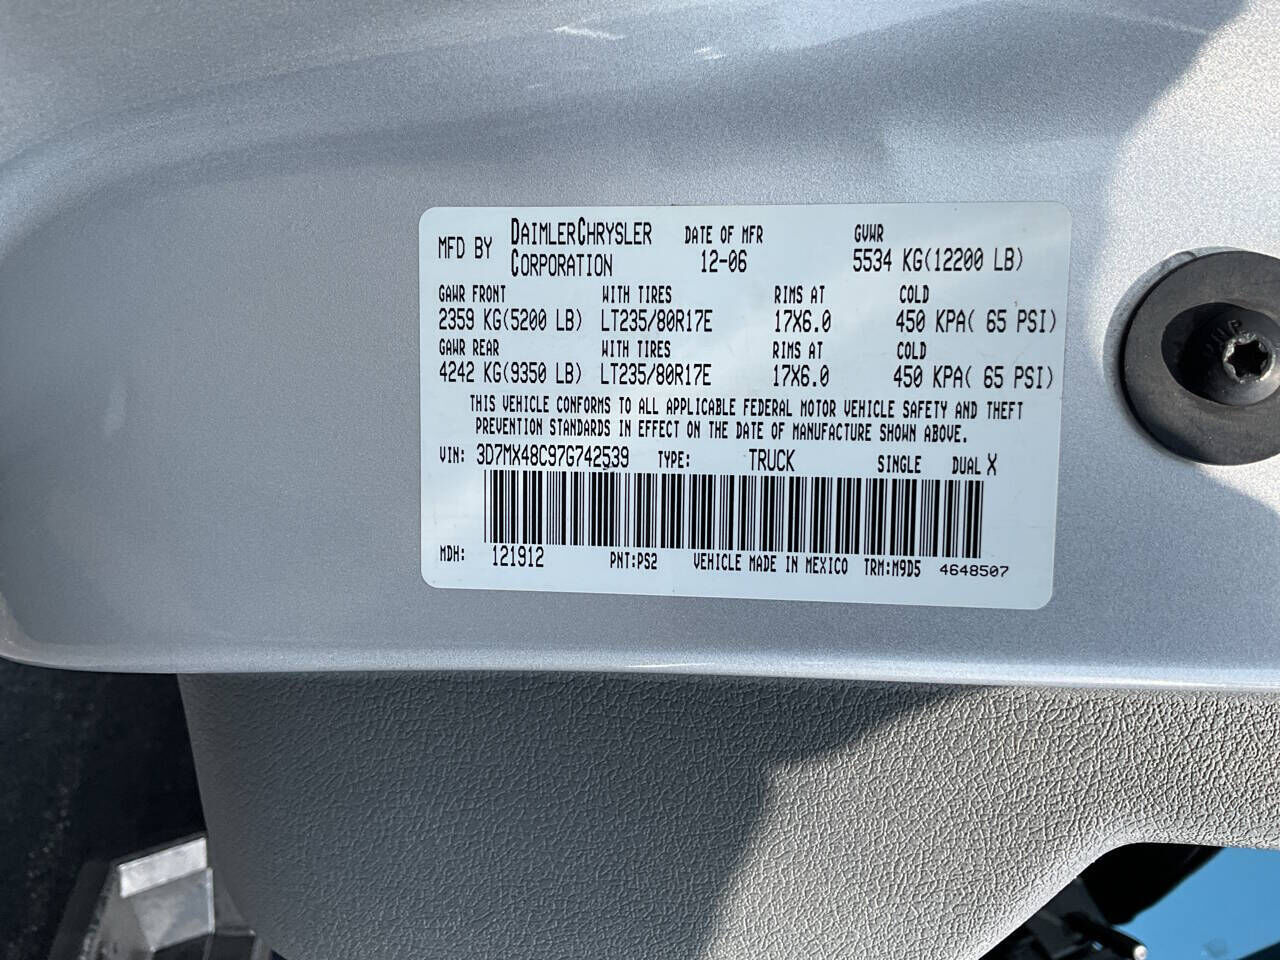 MFD BY DAIMLERCHRYSLER CORPORATION DATE OF MFR 12-06 GVWR 5534 KG(12200 LB)
GAWR FRONT WITH TIRES RIMS AT COLD
2359 KG(5200 LB) LT235/80R17E 17X6.0 450 KPA( 65 PSI)
GAWR REAR WITH TIRES RIMS AT COLD
4242 KG(9350 LB) LT235/80R17E 17X6.0 450 KPA( 65 PSI)
THIS VEHICLE CONFORMS TO ALL APPLICABLE FEDERAL MOTOR VEHICLE SAFETY AND THEFT
PREVENTION STANDARDS IN EFFECT ON THE DATE OF MANUFACTURE SHOWN ABOVE.
VIN: 3D7MX48C97G742539 TYPE: TRUCK SINGLE DUAL X
MDH: 121912 PNT:PS2 VEHICLE MADE IN MEXICO TRM:M9D5 4648507